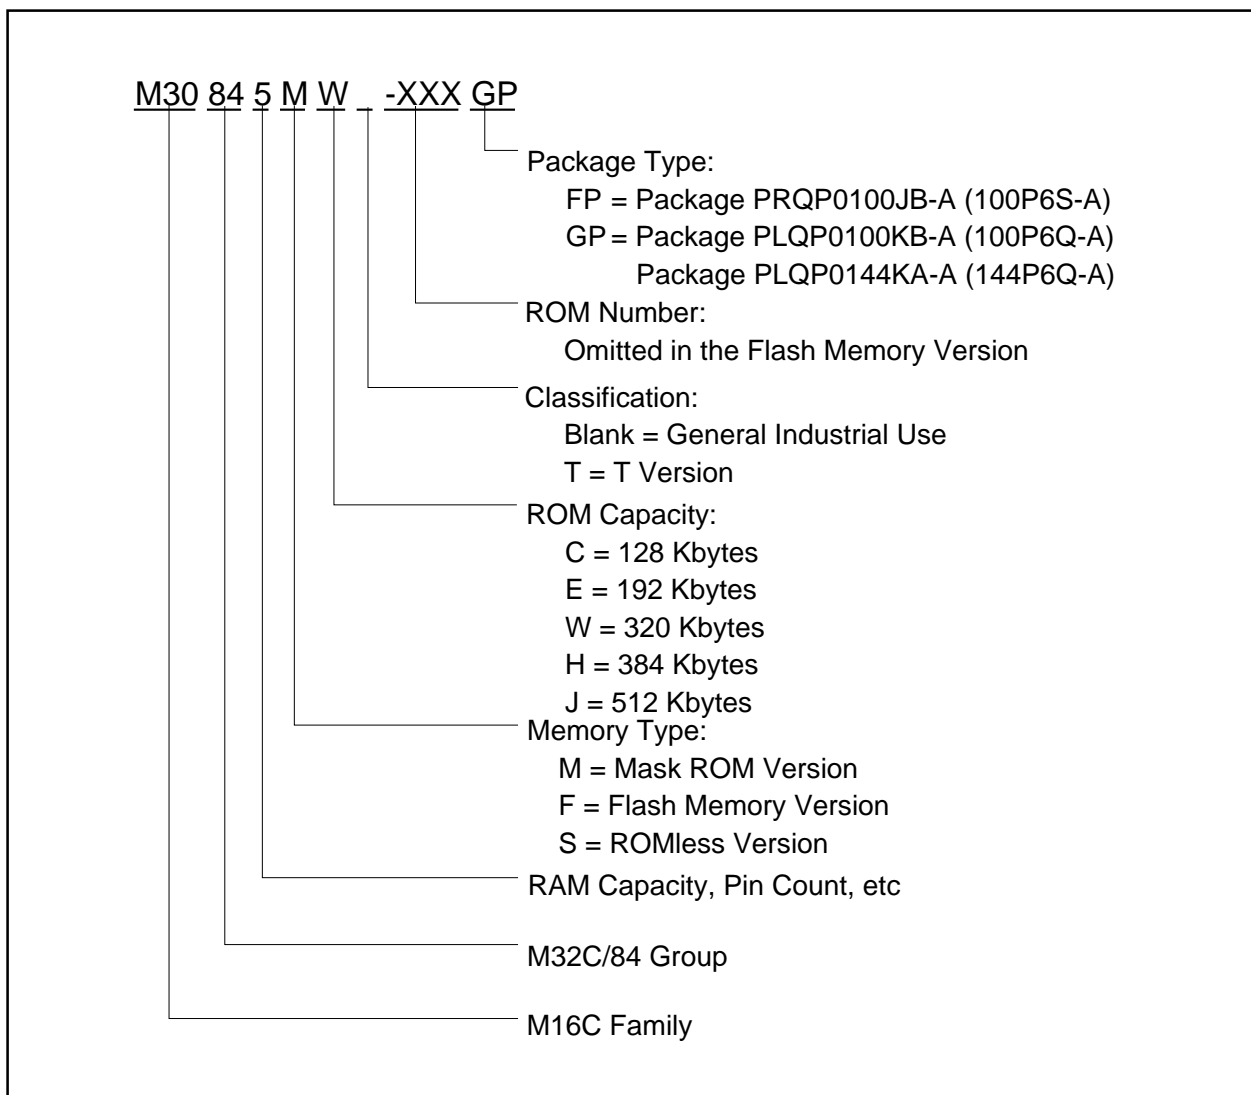 M30 84 5 M W _ -XXX GP
Package Type:
FP = Package PRQP0100JB-A (100P6S-A)
GP = Package PLQP0100KB-A (100P6Q-A)
Package PLQP0144KA-A (144P6Q-A)
ROM Number:
Omitted in the Flash Memory Version
Classification:
Blank = General Industrial Use
T = T Version
ROM Capacity:
C = 128 Kbytes
E = 192 Kbytes
W = 320 Kbytes
H = 384 Kbytes
J = 512 Kbytes
Memory Type:
M = Mask ROM Version
F = Flash Memory Version
S = ROMless Version
RAM Capacity, Pin Count, etc
M32C/84 Group
M16C Family